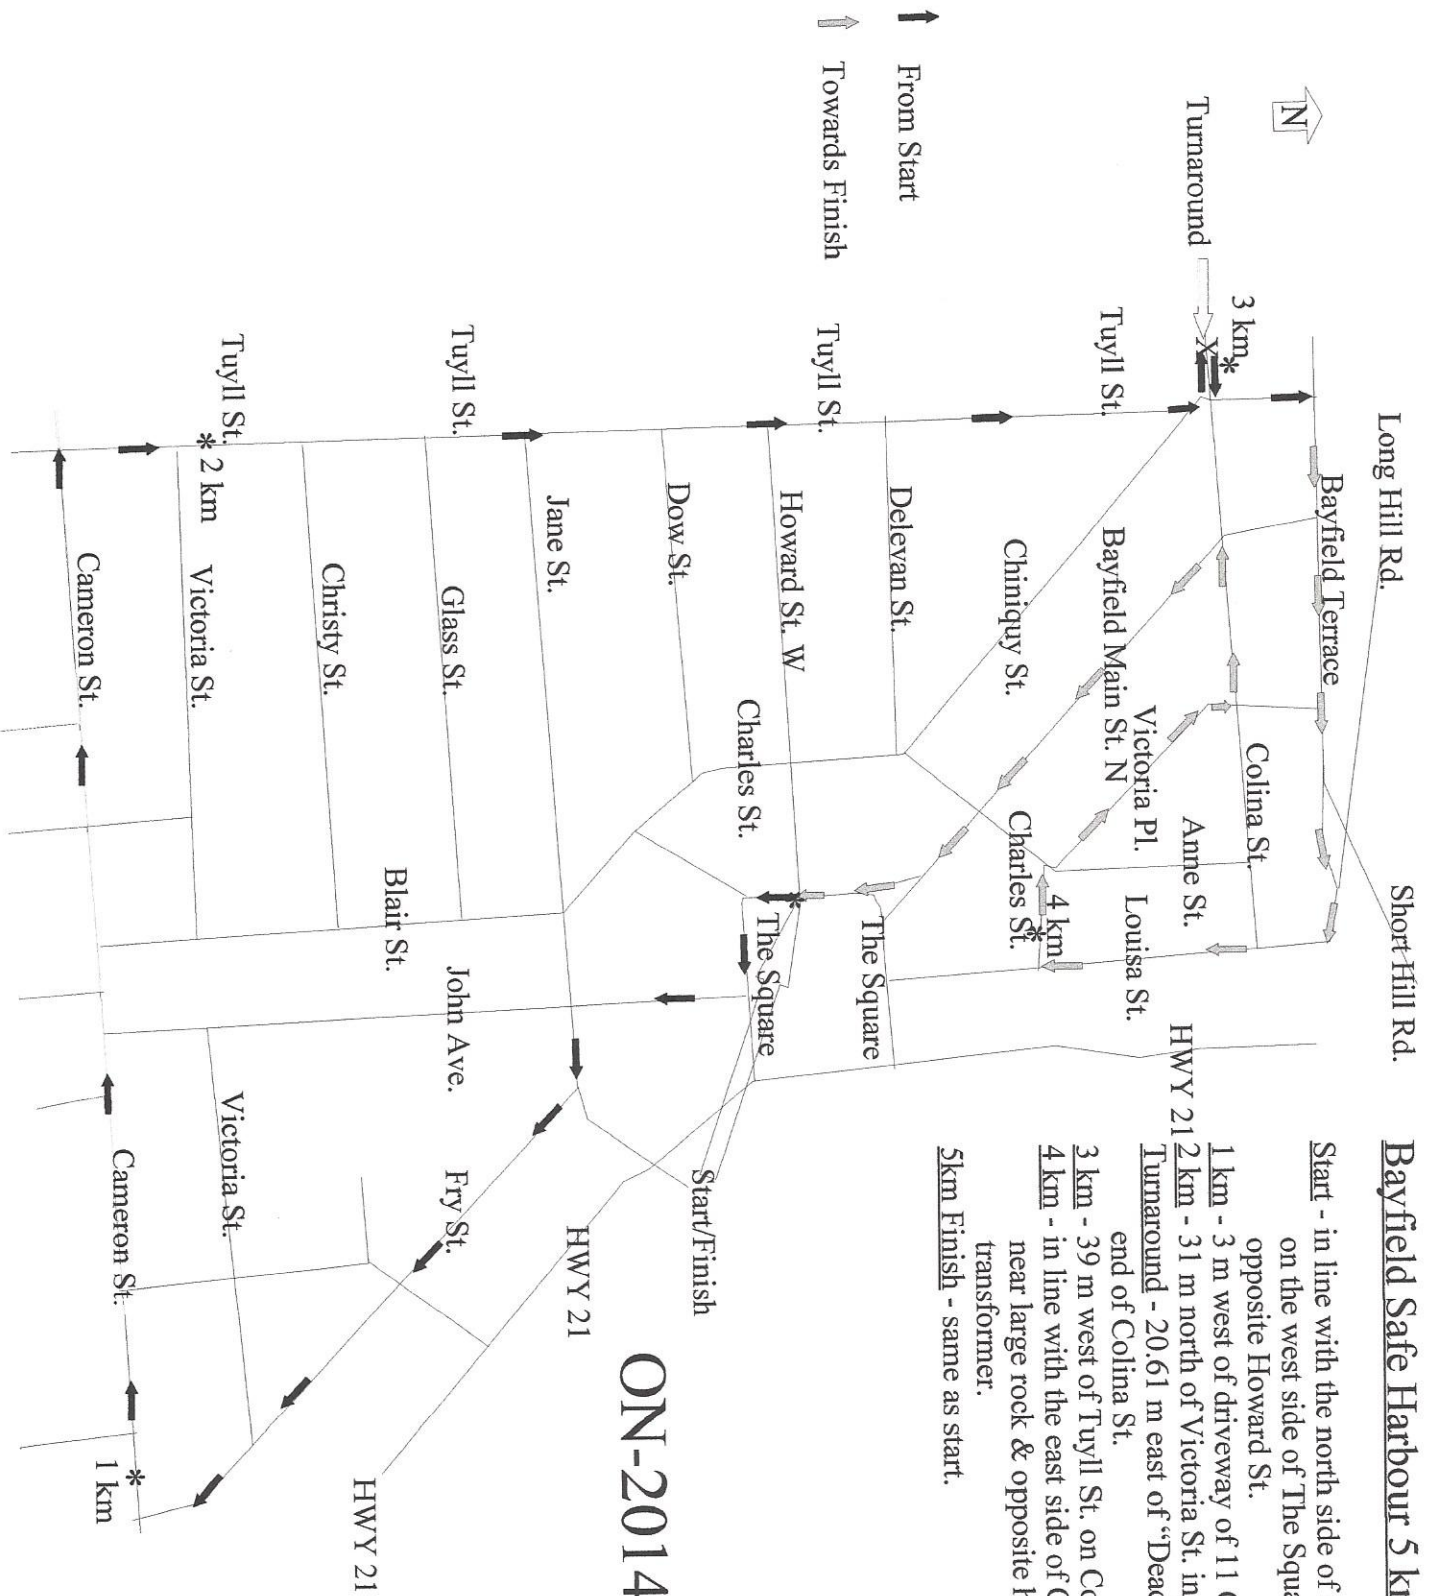 Bayfield Safe Harbour 5
Start - in line with the north side of
on the west side of The
opposite Howard St.
1 km - 3 m west of driveway of 11
2 km - 31 m north of Victoria St. in
Turnaround - 20.61 m east of
end of Colina St.
3 km - 39 m west of Tuyll St. on
4 km - in line with the east side of
near large rock & opposite
transformer.
5km Finish - same as start.
ON-2014
N
From Start
Towards Finish
Turnaround
3 km
X
*
Long Hill Rd.
Short Hill Rd.
Bayfield Terrace
Colina St.
Anne St.
Louisa St.
HWY 21
Victoria Pl.
Bayfield Main St. N
Tuyll St.
Chiniquy St.
Charles St.
4 km
*
Delevan St.
The Square
Tuyll St.
Howard St. W
Charles St.
*
The Square
Dow St.
Start/Finish
Jane St.
HWY 21
Tuyll St.
Glass St.
John Ave.
Fry St.
Blair St.
HWY 21
Christy St.
Tuyll St.
* 2 km
Victoria St.
Victoria St.
Cameron St.
Cameron St.
*
1 km